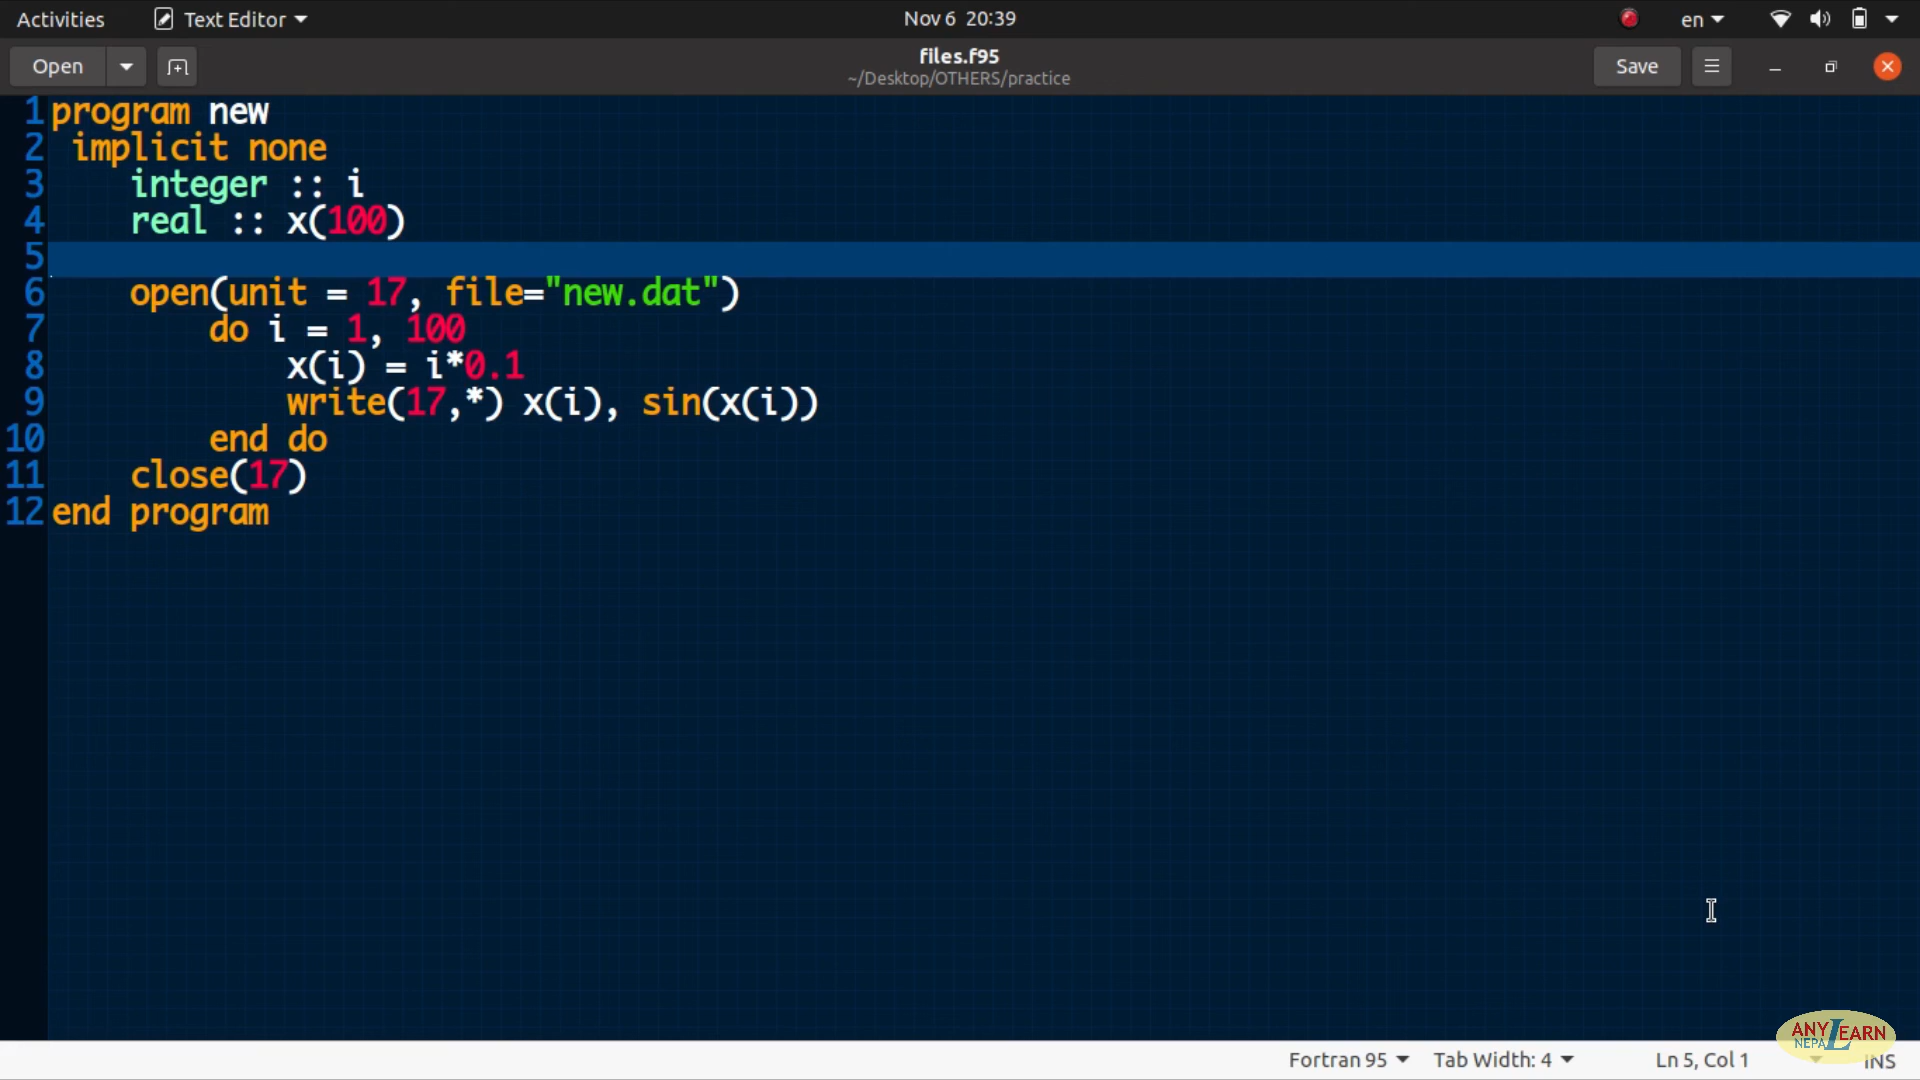 Activities Text Editor Nov 6 20:39 en
Open files.f95 Save
~/Desktop/OTHERS/practice
1 program new
2  implicit none
3     integer :: i
4     real :: x(100)
5
6     open(unit = 17, file="new.dat")
7         do i = 1, 100
8             x(i) = i*0.1
9             write(17,*) x(i), sin(x(i))
10         end do
11     close(17)
12 end program
ANY LEARN
NEPAL
Fortran 95 Tab Width: 4 Ln 5, Col 1 INS